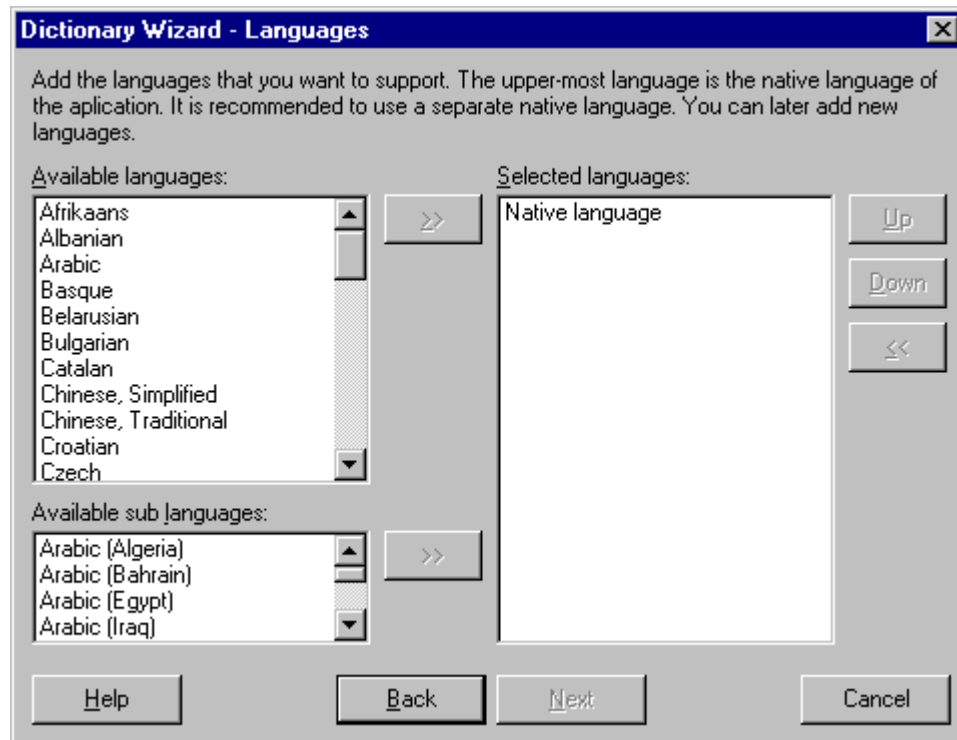 Dictionary Wizard - Languages
Add the languages that you want to support. The upper-most language is the native language of
the aplication. It is recommended to use a separate native language. You can later add new
languages.
Available languages:
Afrikaans
Albanian
Arabic
Basque
Belarusian
Bulgarian
Catalan
Chinese, Simplified
Chinese, Traditional
Croatian
Czech
>>
Selected languages:
Native language
Up
Down
<<
Available sub languages:
Arabic (Algeria)
Arabic (Bahrain)
Arabic (Egypt)
Arabic (Iraq)
>>
Help
Back
Next
Cancel